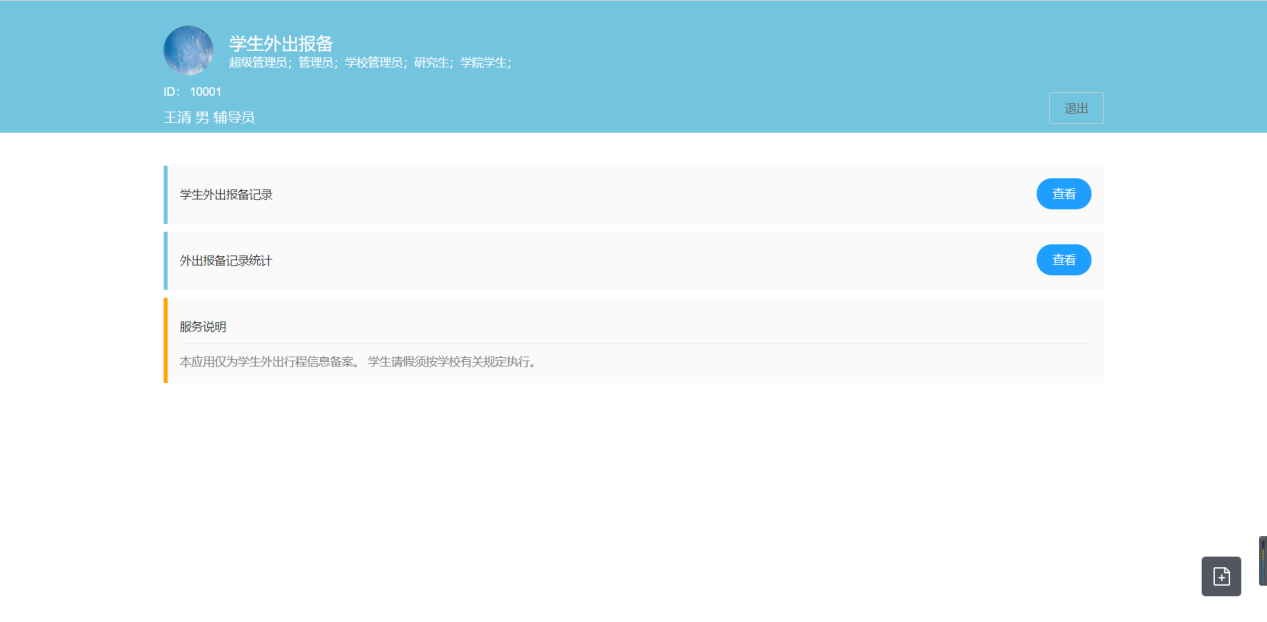 学生外出报备
超级管理员；管理员；学校管理员；研究生；学院学生；
ID： 10001
王清 男 辅导员
退出
学生外出报备记录
查看
外出报备记录统计
查看
服务说明
本应用仅为学生外出行程信息备案。 学生请假须按学校有关规定执行。